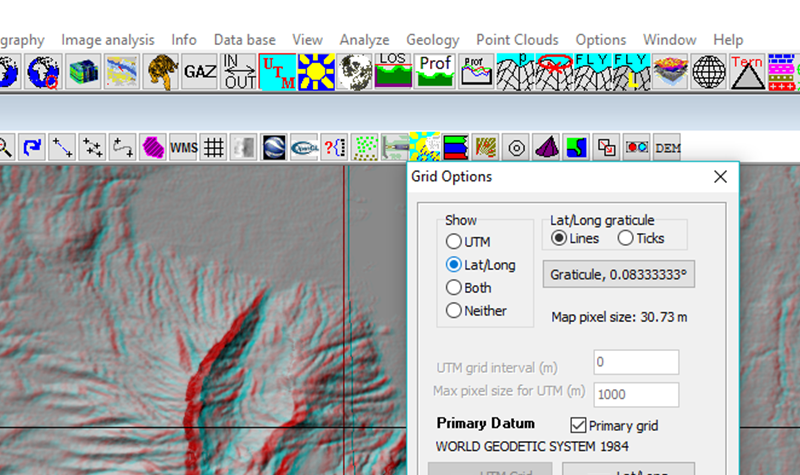 graphy Image analysis Info Data base View Analyze Geology Point Clouds Options Window Help
GAZ IN OUT UTM LOS Prof Prof P FLY FLY L Tern
WMS OpenGL ?{ DEM
Grid Options
Show
UTM
Lat/Long
Both
Neither
Lat/Long graticule
Lines Ticks
Graticule, 0.08333333°
Map pixel size: 30.73 m
UTM grid interval (m) 0
Max pixel size for UTM (m) 1000
Primary Datum Primary grid
WORLD GEODETIC SYSTEM 1984
UTM Grid Lat/Long